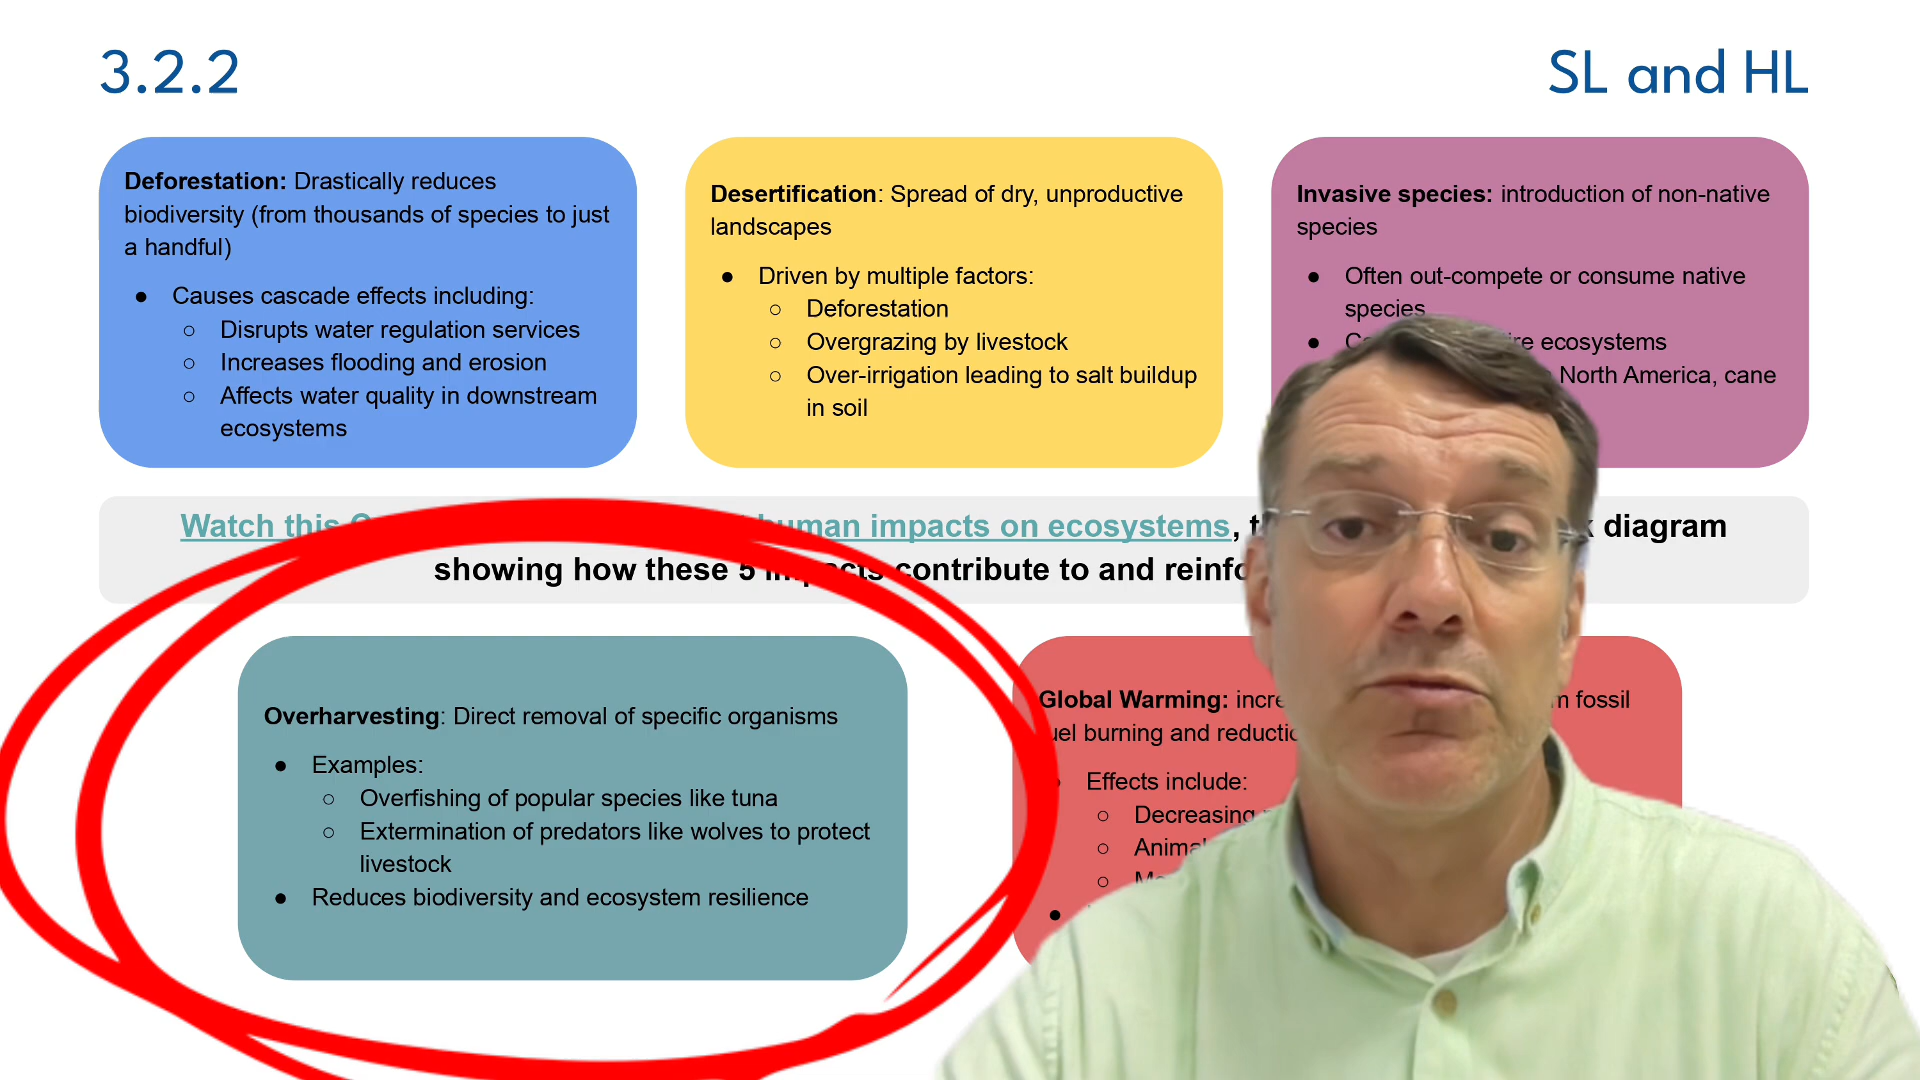 3.2.2
SL and HL
Deforestation: Drastically reduces
biodiversity (from thousands of species to just
a handful)
● Causes cascade effects including:
○ Disrupts water regulation services
○ Increases flooding and erosion
○ Affects water quality in downstream
ecosystems
Desertification: Spread of dry, unproductive
landscapes
● Driven by multiple factors:
○ Deforestation
○ Overgrazing by livestock
○ Over-irrigation leading to salt buildup
in soil
Invasive species: introduction of non-native
species
● Often out-compete or consume native
species
● ecosystems
North America, cane
Watch this human impacts on ecosystems, diagram
showing how these 5 impacts contribute to and
Overharvesting: Direct removal of specific organisms
● Examples:
○ Overfishing of popular species like tuna
○ Extermination of predators like wolves to protect
livestock
● Reduces biodiversity and ecosystem resilience
Global Warming: fossil
fuel burning and
● Effects include:
○ Decreasing
○
○
●